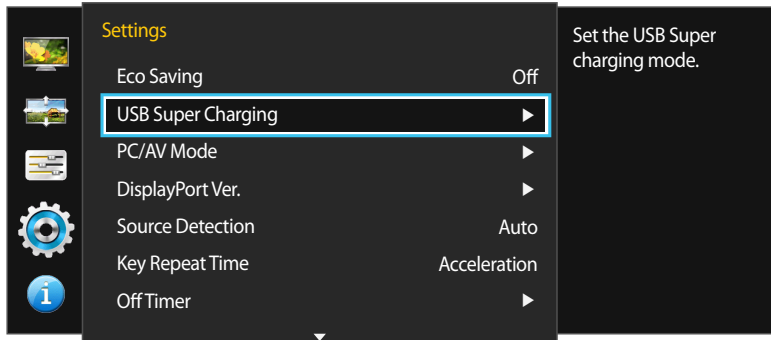 Settings
Eco Saving Off
USB Super Charging
PC/AV Mode
DisplayPort Ver.
Source Detection Auto
Key Repeat Time Acceleration
Off Timer
Set the USB Super
charging mode.
i